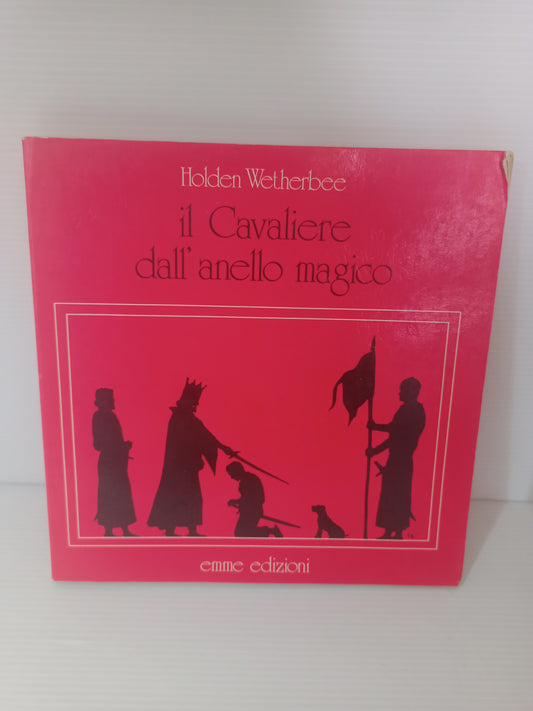 Holden Wetherbee
il Cavaliere
dall'anello magico
emme edizioni